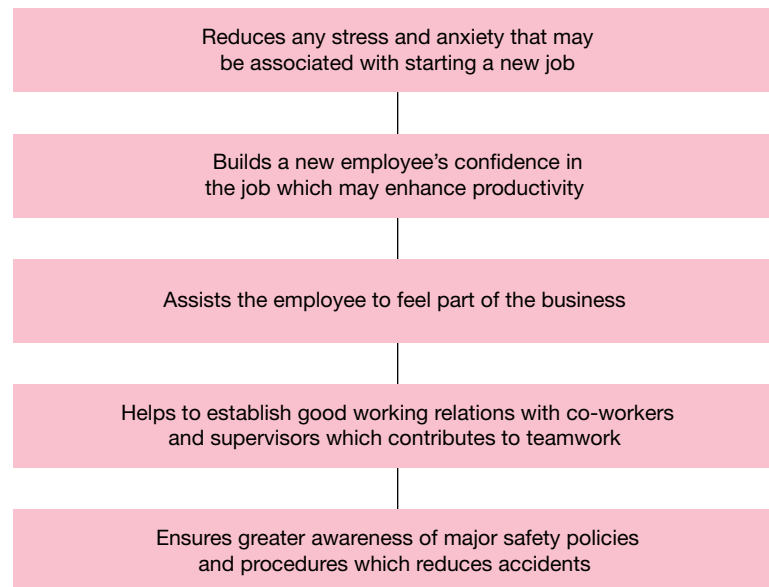 Reduces any stress and anxiety that may
be associated with starting a new job
Builds a new employee’s confidence in
the job which may enhance productivity
Assists the employee to feel part of the business
Helps to establish good working relations with co-workers
and supervisors which contributes to teamwork
Ensures greater awareness of major safety policies
and procedures which reduces accidents